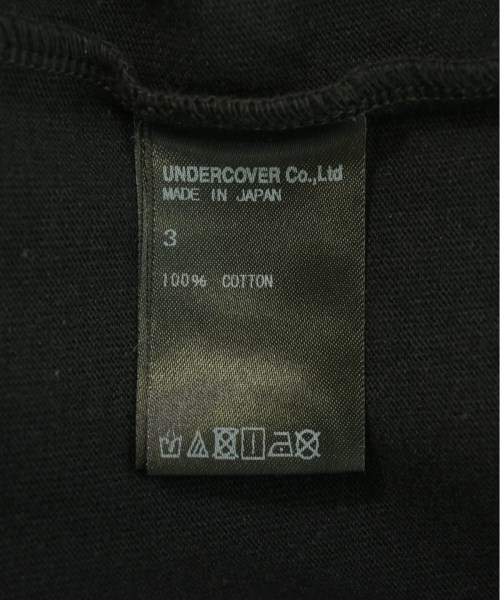 UNDERCOVER Co.,Ltd
MADE IN JAPAN
3
100% COTTON